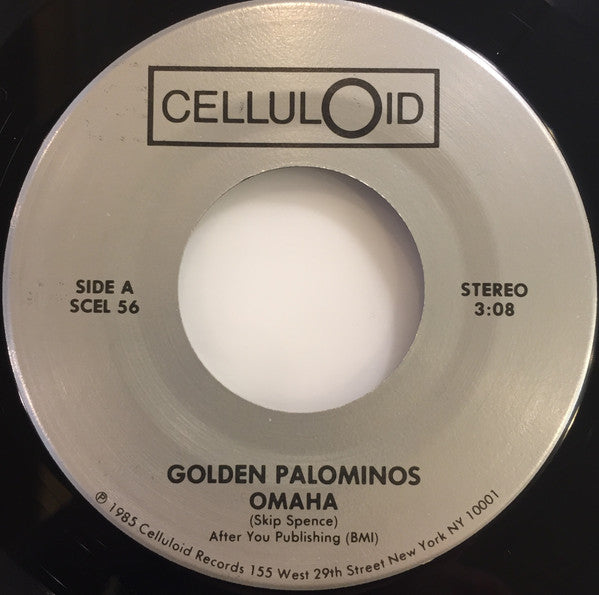 CELLULOID
SIDE A
SCEL 56
STEREO
3:08
GOLDEN PALOMINOS
OMAHA
(Skip Spence)
After You Publishing (BMI)
℗ 1985 Celluloid Records 155 West 29th Street New York NY 10001